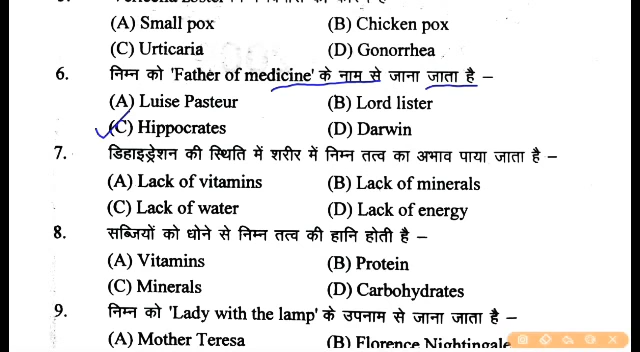 (A) Small pox (B) Chicken pox
(C) Urticaria (D) Gonorrhea
6. निम्न को 'Father of medicine' के नाम से जाना जाता है –
(A) Luise Pasteur (B) Lord lister
(C) Hippocrates (D) Darwin
7. डिहाइड्रेशन की स्थिति में शरीर में निम्न तत्व का अभाव पाया जाता है –
(A) Lack of vitamins (B) Lack of minerals
(C) Lack of water (D) Lack of energy
8. सब्जियों को धोने से निम्न तत्व की हानि होती है –
(A) Vitamins (B) Protein
(C) Minerals (D) Carbohydrates
9. निम्न को 'Lady with the lamp' के उपनाम से जाना जाता है –
(A) Mother Teresa (B) Florence Nightingale